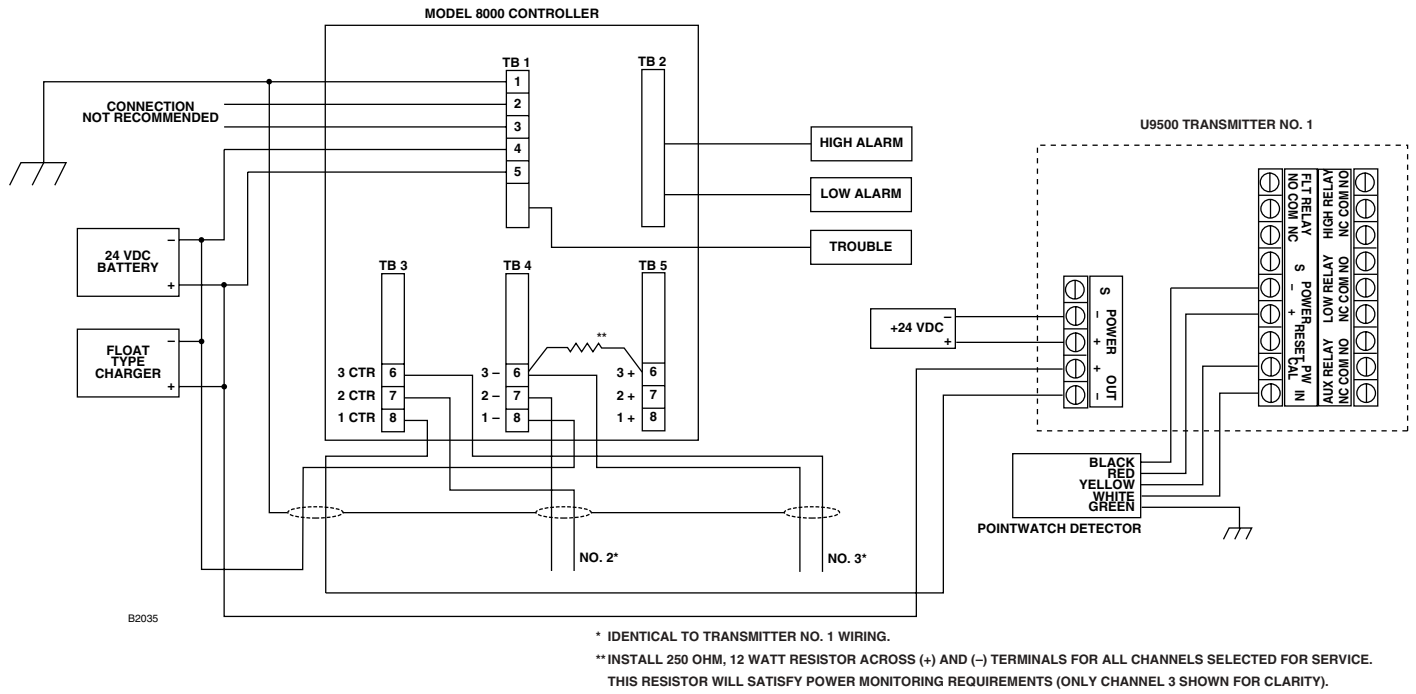 MODEL 8000 CONTROLLER
TB 1
1
2
3
4
5
TB 2
CONNECTION
NOT RECOMMENDED
HIGH ALARM
LOW ALARM
TROUBLE
–
24 VDC
BATTERY
+
–
FLOAT
TYPE
CHARGER
+
TB 3
3 CTR 6
2 CTR 7
1 CTR 8
TB 4
3 – 6
2 – 7
1 – 8
**
TB 5
3 + 6
2 + 7
1 + 8
NO. 2*
NO. 3*
U9500 TRANSMITTER NO. 1
–
+24 VDC
+
S
– POWER +
+ OUT –
FLT RELAY
NO COM NC
S
– POWER +
RESET
CAL
PW
IN
HIGH RELAY
NC COM NO
LOW RELAY
NC COM NO
AUX RELAY
NC COM NO
BLACK
RED
YELLOW
WHITE
GREEN
POINTWATCH DETECTOR
B2035
* IDENTICAL TO TRANSMITTER NO. 1 WIRING.
** INSTALL 250 OHM, 12 WATT RESISTOR ACROSS (+) AND (–) TERMINALS FOR ALL CHANNELS SELECTED FOR SERVICE.
THIS RESISTOR WILL SATISFY POWER MONITORING REQUIREMENTS (ONLY CHANNEL 3 SHOWN FOR CLARITY).